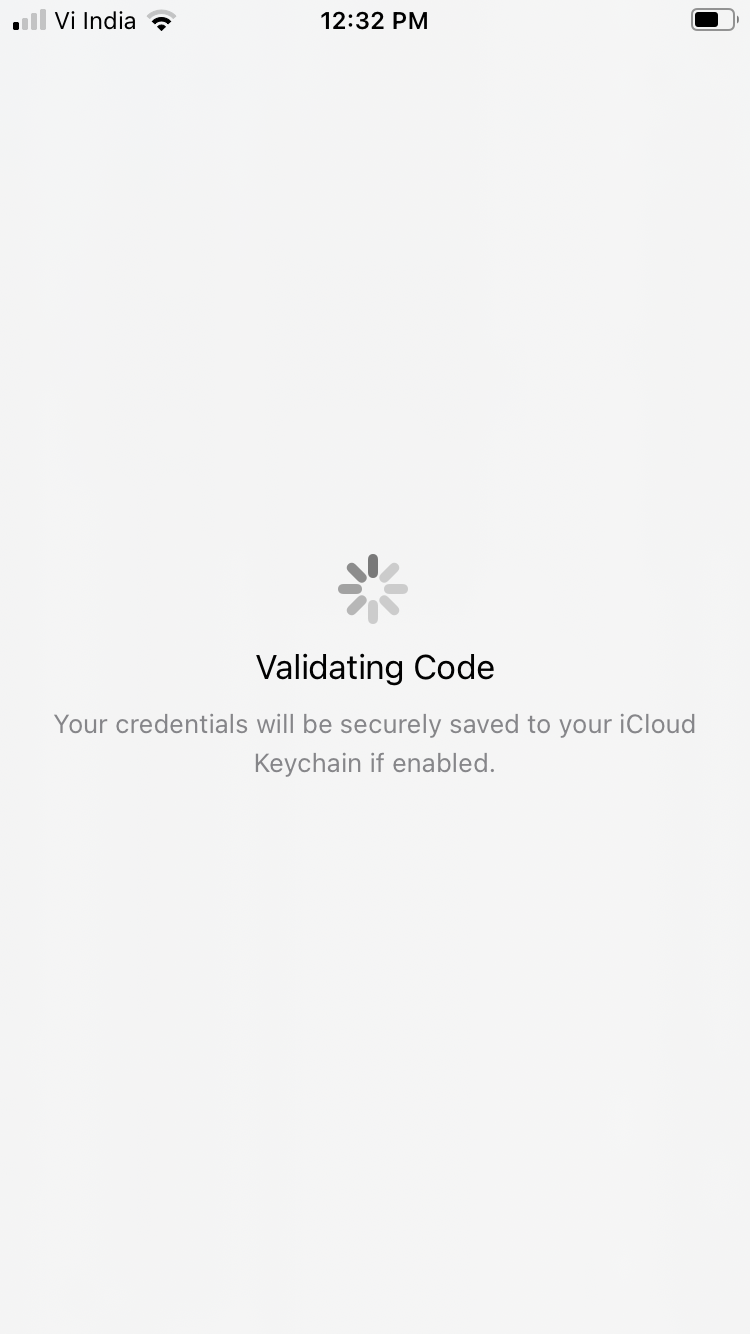 Vi India 12:32 PM
Validating Code
Your credentials will be securely saved to your iCloud
Keychain if enabled.